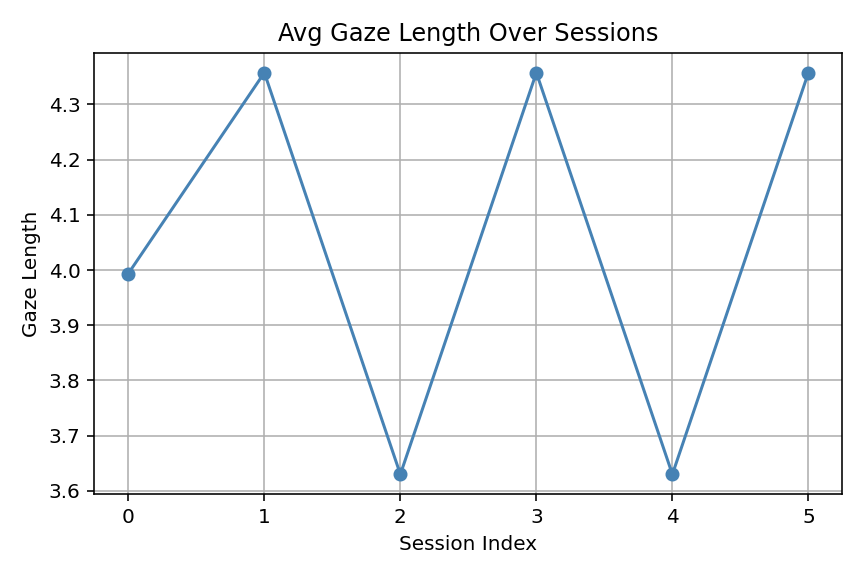 Avg Gaze Length Over Sessions
Gaze Length
4.3
4.2
4.1
4.0
3.9
3.8
3.7
3.6
0 1 2 3 4 5
Session Index